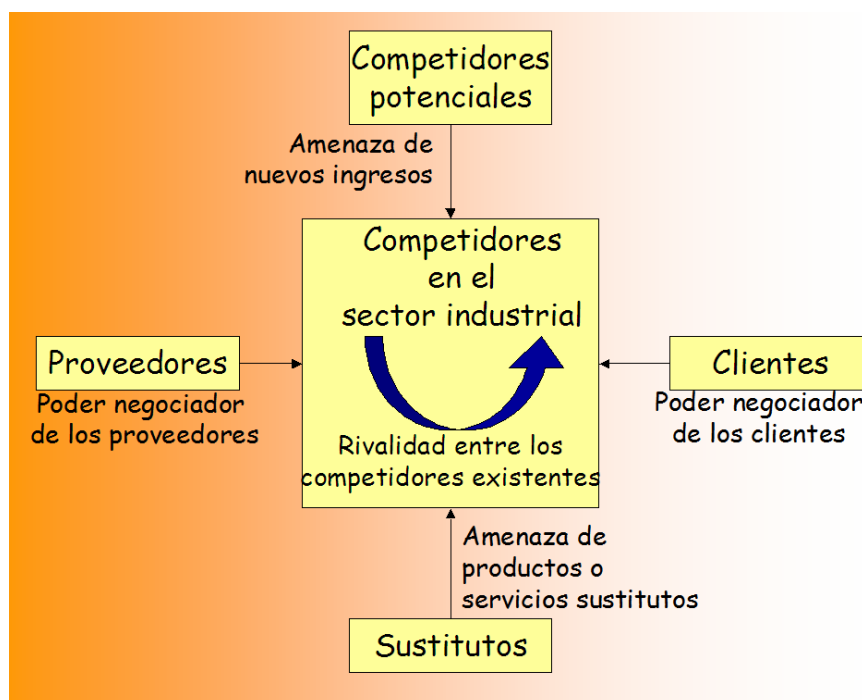 Competidores
potenciales
Amenaza de
nuevos ingresos
Competidores
en el
sector industrial
Proveedores
Poder negociador
de los proveedores
Clientes
Poder negociador
de los clientes
Rivalidad entre los
competidores existentes
Amenaza de
productos o
servicios sustitutos
Sustitutos